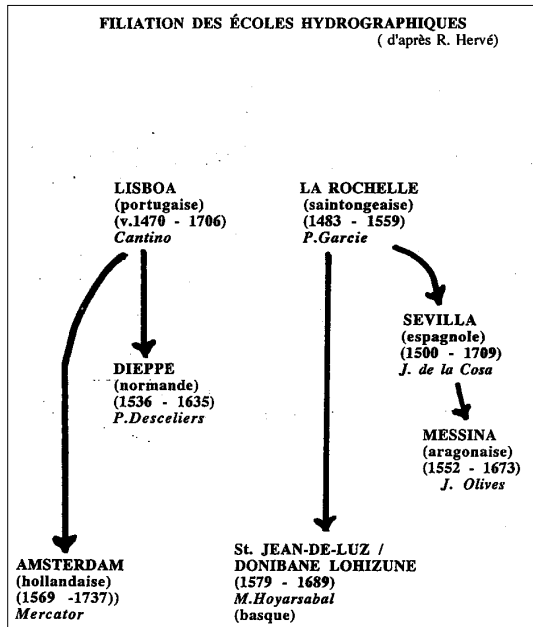 FILIATION DES ÉCOLES HYDROGRAPHIQUES
( d'après R. Hervé)
LISBOA
(portugaise)
(v.1470 - 1706)
Cantino
LA ROCHELLE
(saintongeaise)
(1483 - 1559)
P.Garcie
SEVILLA
(espagnole)
(1500 - 1709)
J. de la Cosa
DIEPPE
(normande)
(1536 - 1635)
P.Desceliers
MESSINA
(aragonaise)
(1552 - 1673)
J. Olives
AMSTERDAM
(hollandaise)
(1569 -1737))
Mercator
St. JEAN-DE-LUZ /
DONIBANE LOHIZUNE
(1579 - 1689)
M.Hoyarsabal
(basque)